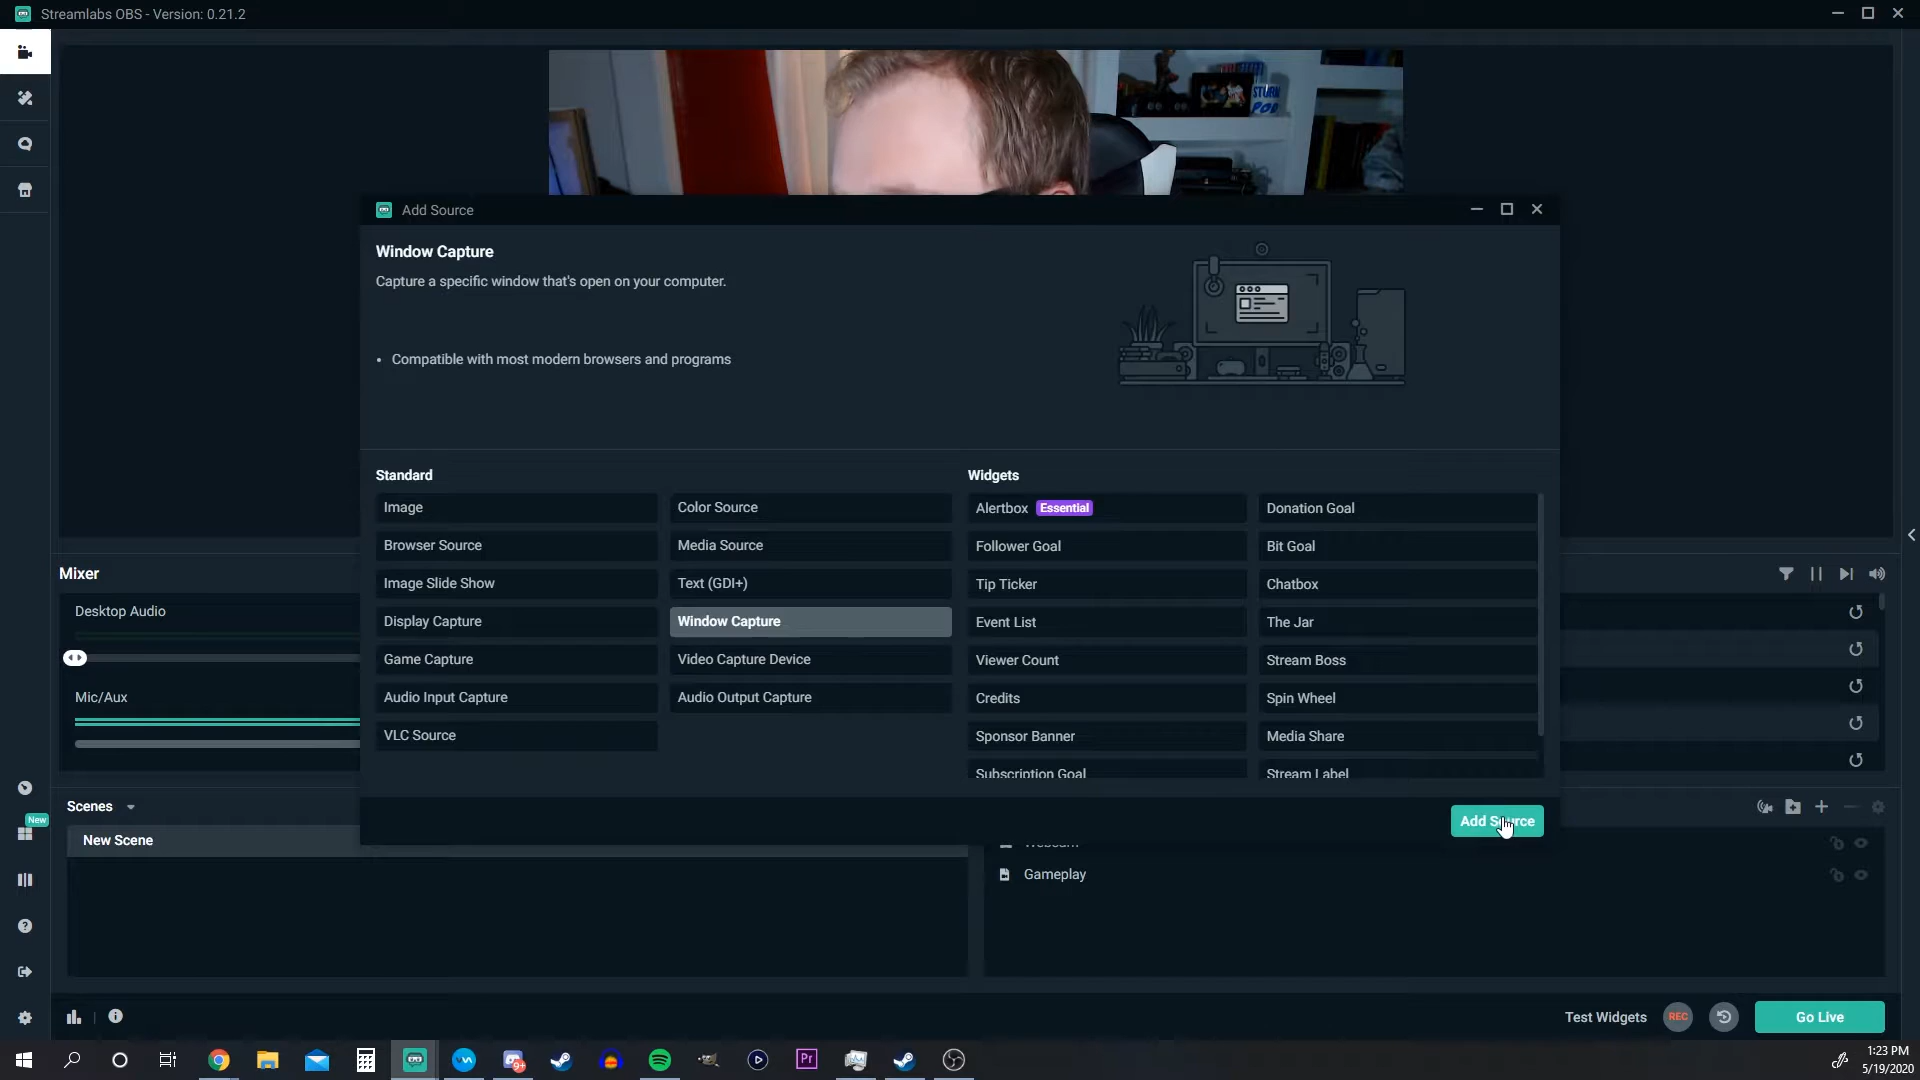 Streamlabs OBS - Version: 0.21.2
STURM
POD
Add Source
Window Capture
Capture a specific window that's open on your computer.
• Compatible with most modern browsers and programs
Standard
Image
Color Source
Browser Source
Media Source
Image Slide Show
Text (GDI+)
Display Capture
Window Capture
Game Capture
Video Capture Device
Audio Input Capture
Audio Output Capture
VLC Source
Widgets
Alertbox Essential
Donation Goal
Follower Goal
Bit Goal
Tip Ticker
Chatbox
Event List
The Jar
Viewer Count
Stream Boss
Credits
Spin Wheel
Sponsor Banner
Media Share
Subscription Goal
Stream Label
Add Source
Mixer
Desktop Audio
Mic/Aux
New
Scenes
New Scene
Webcam
Gameplay
Test Widgets
REC
Go Live
9+
Pr
1:23 PM
5/19/2020